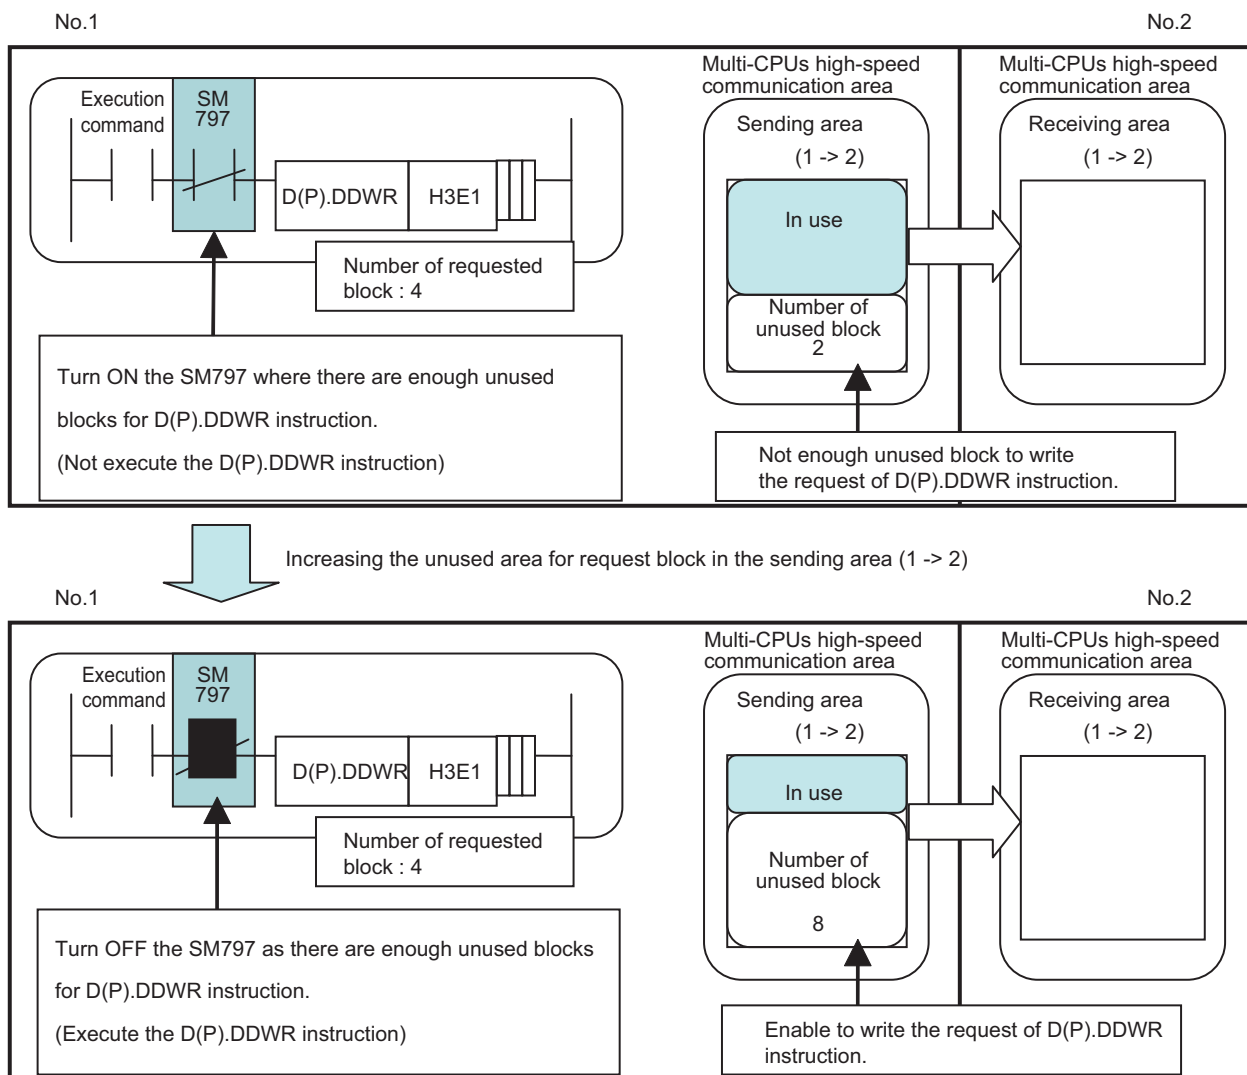 No.1
No.2
Execution
command
SM
797
D(P).DDWR
H3E1
Number of requested
block : 4
Turn ON the SM797 where there are enough unused
blocks for D(P).DDWR instruction.
(Not execute the D(P).DDWR instruction)
Multi-CPUs high-speed
communication area
Sending area
(1 -> 2)
In use
Number of
unused block
2
Not enough unused block to write
the request of D(P).DDWR instruction.
Multi-CPUs high-speed
communication area
Receiving area
(1 -> 2)
Increasing the unused area for request block in the sending area (1 -> 2)
No.1
No.2
Execution
command
SM
797
D(P).DDWR
H3E1
Number of requested
block : 4
Turn OFF the SM797 as there are enough unused blocks
for D(P).DDWR instruction.
(Execute the D(P).DDWR instruction)
Multi-CPUs high-speed
communication area
Sending area
(1 -> 2)
In use
Number of
unused block
8
Enable to write the request of D(P).DDWR
instruction.
Multi-CPUs high-speed
communication area
Receiving area
(1 -> 2)